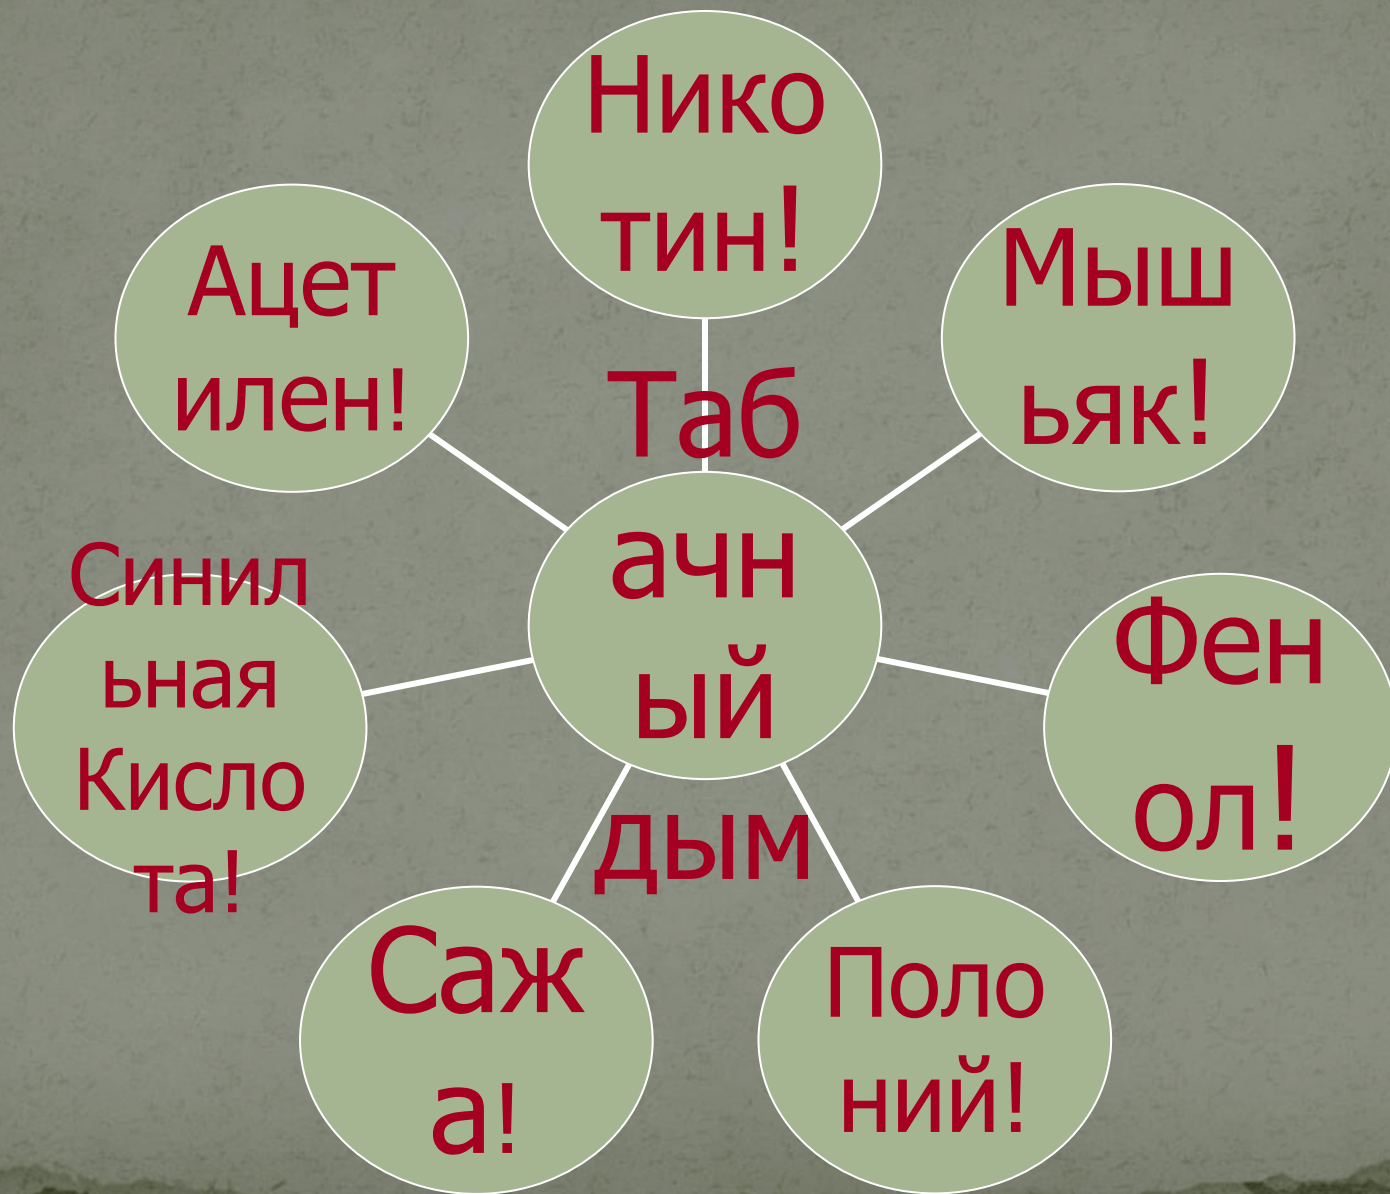 Нико
тин!
Мыш
ьяк!
Фен
ол!
Поло
ний!
Саж
а!
Синил
ьная
Кисло
та!
Ацет
илен!
Таб
ачн
ый
дым